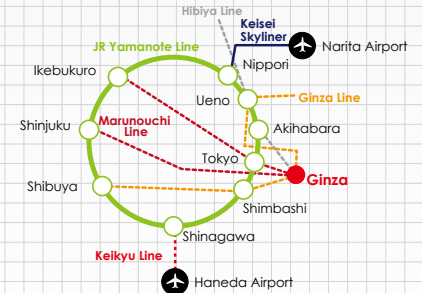 Hibiya Line
Keisei
Skyliner
JR Yamanote Line
Narita Airport
Nippori
Ikebukuro
Ueno
Ginza Line
Shinjuku
Marunouchi
Line
Akihabara
Tokyo
Ginza
Shibuya
Shimbashi
Shinagawa
Keikyu Line
Haneda Airport